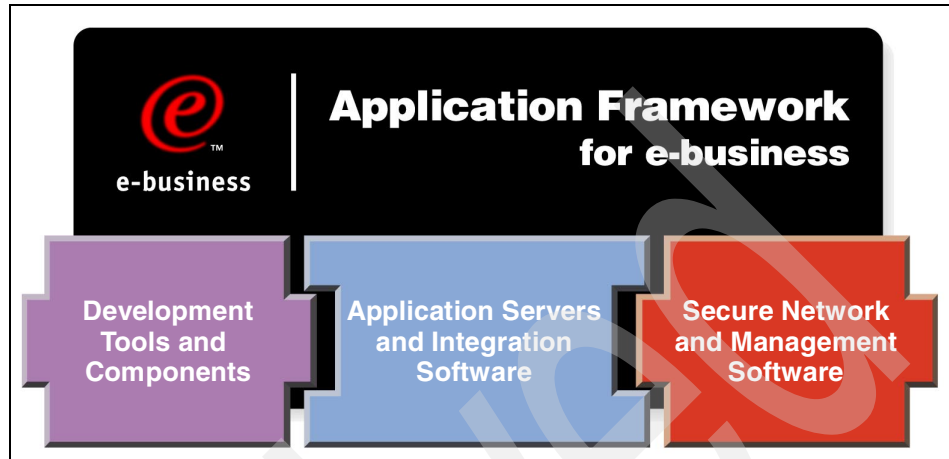 Application Framework
for e-business
e
TM
e-business
Development
Tools and
Components
Application Servers
and Integration
Software
Secure Network
and Management
Software